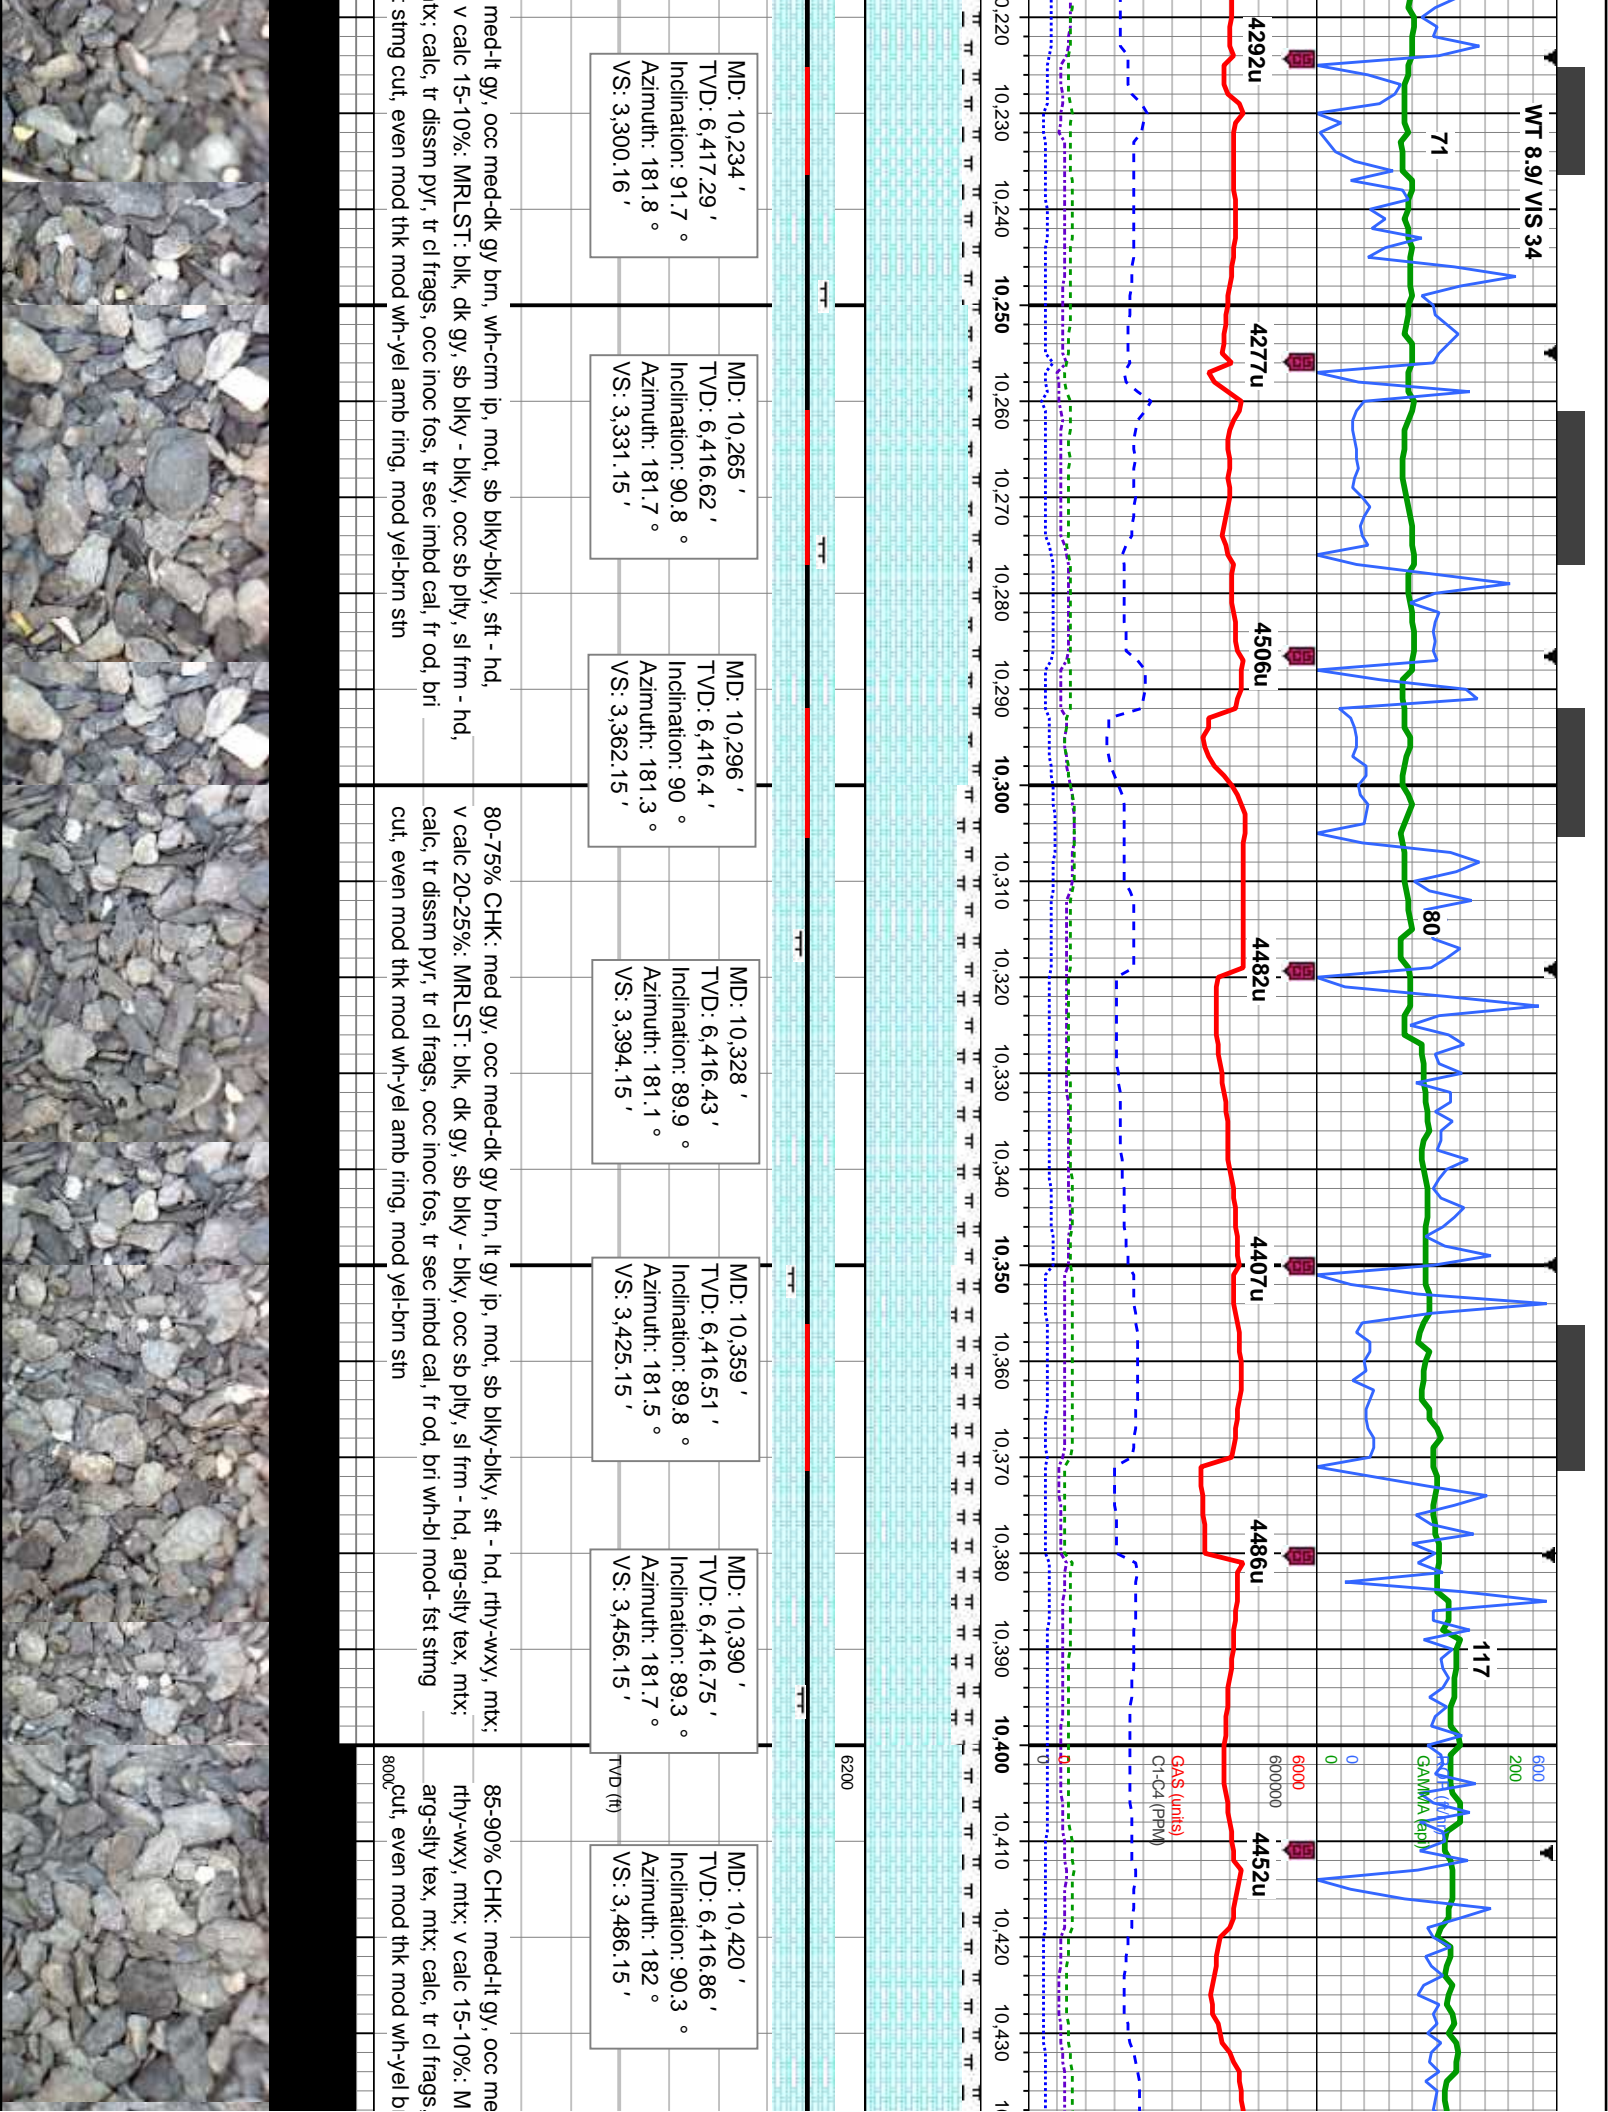 WT 8.9/ VIS 34
71
80
117
600
200
ROP (ft/hr)
GAMMA (api)
0
0
4292u
4277u
4506u
4482u
4407u
4486u
4452u
6000
600000
GAS (units)
C1-C4 (PPM)
0
0
0,220
10,230
10,240
10,250
10,260
10,270
10,280
10,290
10,300
10,310
10,320
10,330
10,340
10,350
10,360
10,370
10,380
10,390
10,400
10,410
10,420
10,430
6200
TVD (ft)
8000
MD: 10,234 '
TVD: 6,417.29 '
Inclination: 91.7 °
Azimuth: 181.8 °
VS: 3,300.16 '
MD: 10,265 '
TVD: 6,416.62 '
Inclination: 90.8 °
Azimuth: 181.7 °
VS: 3,331.15 '
MD: 10,296 '
TVD: 6,416.4 '
Inclination: 90 °
Azimuth: 181.3 °
VS: 3,362.15 '
MD: 10,328 '
TVD: 6,416.43 '
Inclination: 89.9 °
Azimuth: 181.1 °
VS: 3,394.15 '
MD: 10,359 '
TVD: 6,416.51 '
Inclination: 89.8 °
Azimuth: 181.5 °
VS: 3,425.15 '
MD: 10,390 '
TVD: 6,416.75 '
Inclination: 89.3 °
Azimuth: 181.7 °
VS: 3,456.15 '
MD: 10,420 '
TVD: 6,416.86 '
Inclination: 90.3 °
Azimuth: 182 °
VS: 3,486.15 '
med-lt gy, occ med-dk gy brn, wh-crm ip, mot, sb blky-blky, sft - hd,
v calc 15-10%: MRLST: blk, dk gy, sb blky - blky, occ sb plty, sl frm - hd,
tx: calc, tr dissm pyr, tr cl frags, occ inoc fos, tr sec imbd cal, fr od, bri
stmg cut, even mod thk mod wh-yel amb ring, mod yel-brn stn
80-75% CHK: med gy, occ med-dk gy brn, lt gy ip, mot, sb blky-blky, sft - hd, rthy-wxy, mtx;
v calc 20-25%: MRLST: blk, dk gy, sb blky - blky, occ sb plty, sl frm - hd, arg-slty tex, mtx;
calc, tr dissm pyr, tr cl frags, occ inoc fos, tr sec imbd cal, fr od, bri wh-bl mod- fst stmg
cut, even mod thk mod wh-yel amb ring, mod yel-brn stn
85-90% CHK: med-lt gy, occ me
rthy-wxy, mtx; v calc 15-10%: M
arg-slty tex, mtx; calc, tr cl frags,
cut, even mod thk mod wh-yel b